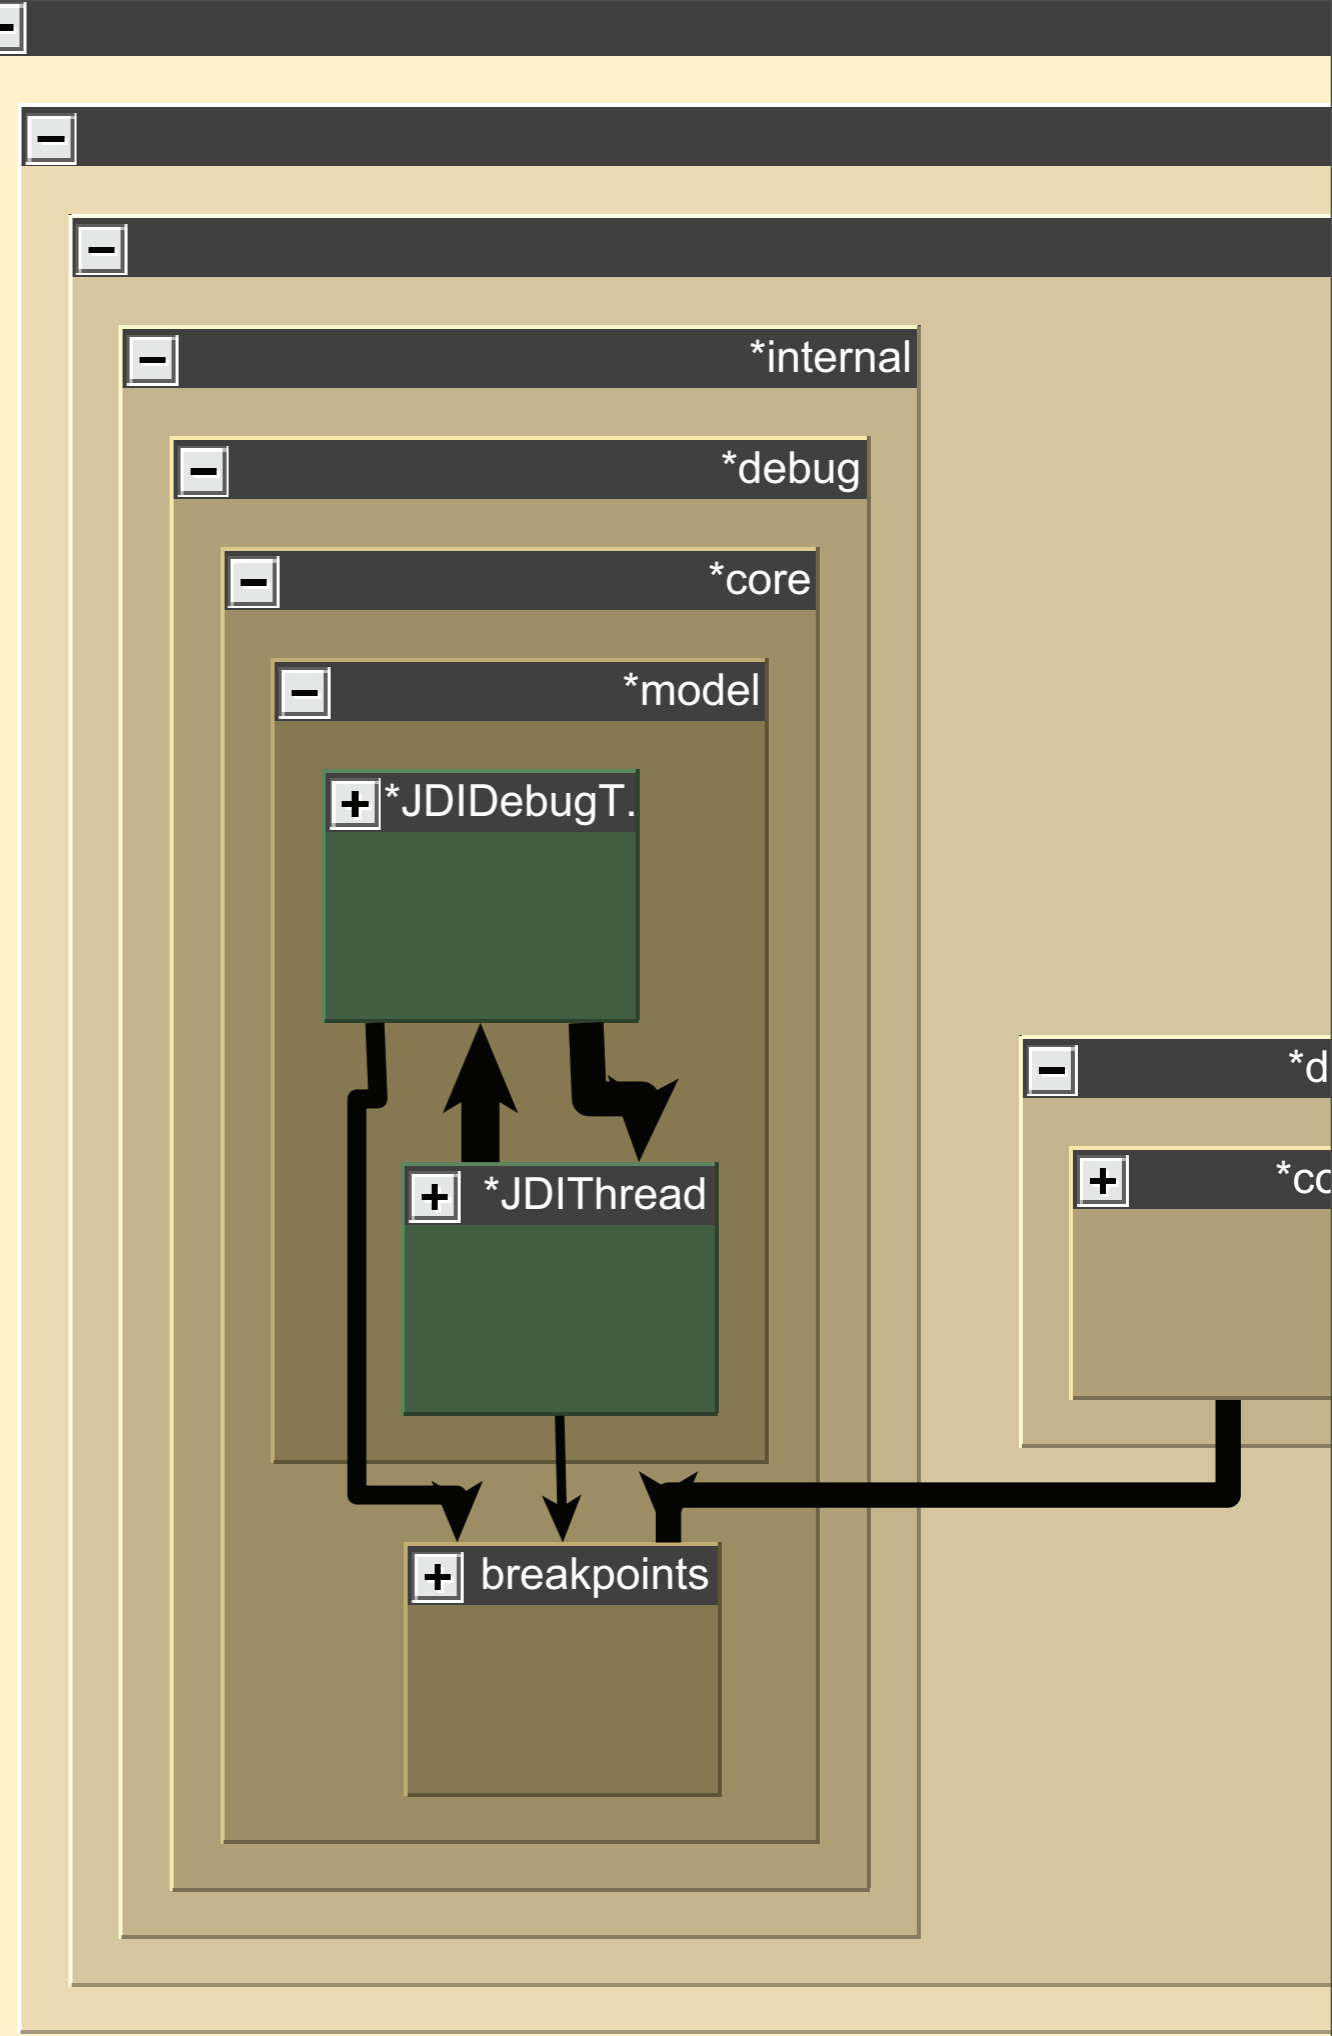 *internal
*debug
*core
*model
*JDIDebugT.
*d
*JDIThread
*co
breakpoints